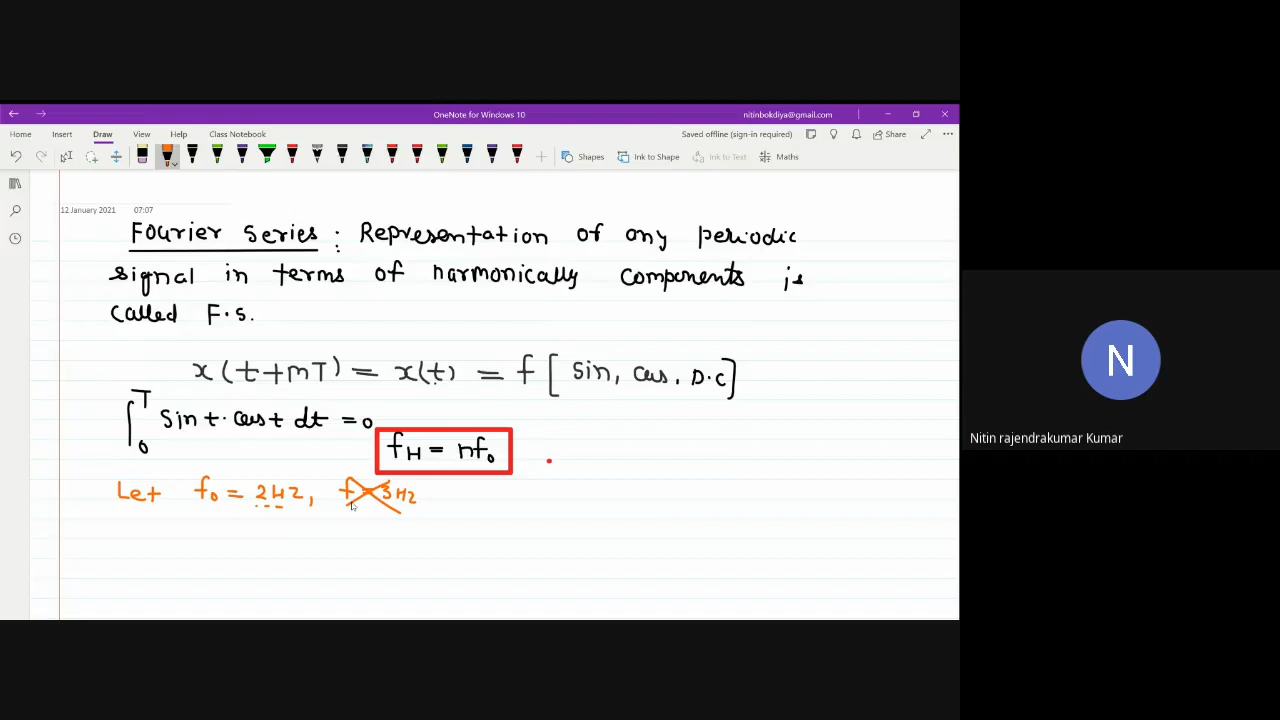 OneNote for Windows 10
nitinbokdiya@gmail.com
Home Insert Draw View Help Class Notebook
Saved offline (sign-in required) Share
Shapes Ink to Shape Ink to Text Maths
12 January 2021 07:07
Fourier Series : Representation of any periodic
signal in terms of harmonically components is
called F.S.
x(t+mT) = x(t) = f[sin, cos, D.C]
∫₀ᵀ Sin t · cos t dt = 0
f_H = nf₀
Let f₀ = 2Hz, f = 3Hz
N
Nitin rajendrakumar Kumar